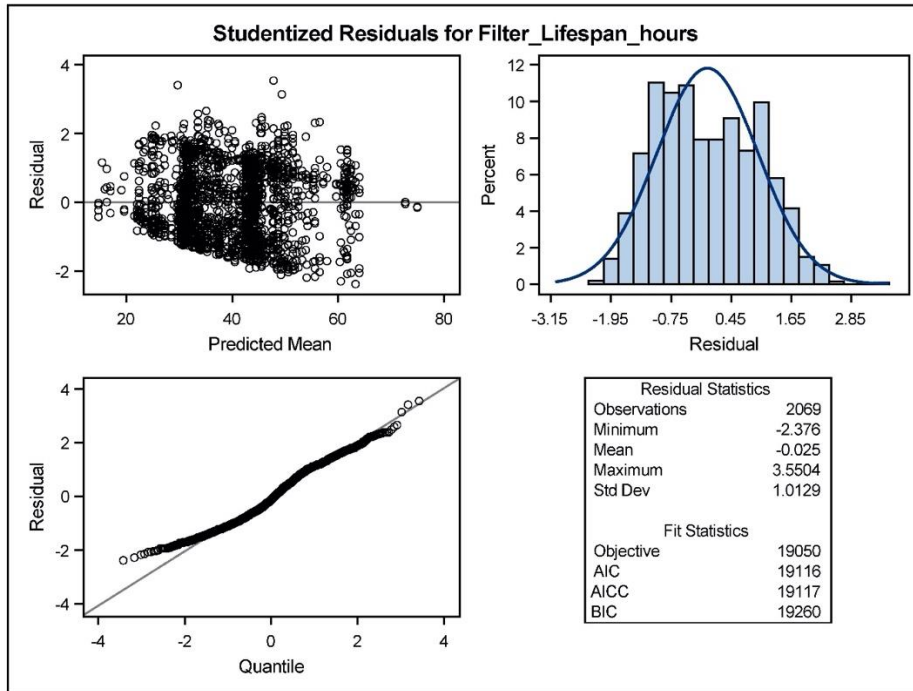 Studentized Residuals for Filter_Lifespan_hours
4
2
0
-2
Residual
20
40
60
80
Predicted Mean
12
10
8
6
4
2
0
Percent
-3.15
-1.95
-0.75
0.45
1.65
2.85
Residual
4
2
0
-2
-4
Residual
-4
-2
0
2
4
Quantile
Residual Statistics
Observations 2069
Minimum -2.376
Mean -0.025
Maximum 3.5504
Std Dev 1.0129
Fit Statistics
Objective 19050
AIC 19116
AICC 19117
BIC 19260